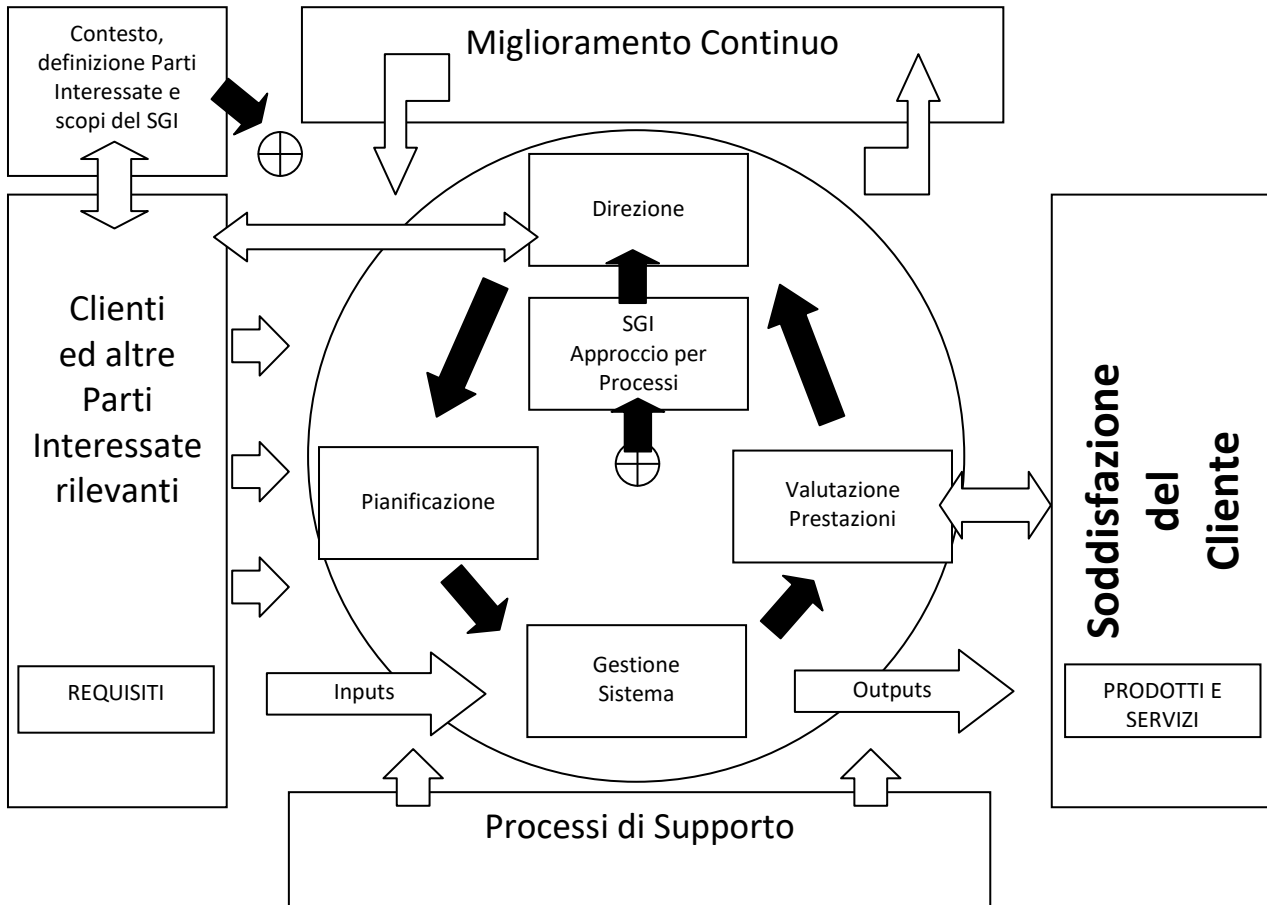 Contesto,
definizione Parti
Interessate e
scopi del SGI
Miglioramento Continuo
Direzione
Clienti
ed altre
Parti
Interessate
rilevanti
SGI
Approccio per
Processi
Pianificazione
Valutazione
Prestazioni
Soddisfazione
del
Cliente
Gestione
Sistema
REQUISITI
Inputs
Outputs
PRODOTTI E
SERVIZI
Processi di Supporto